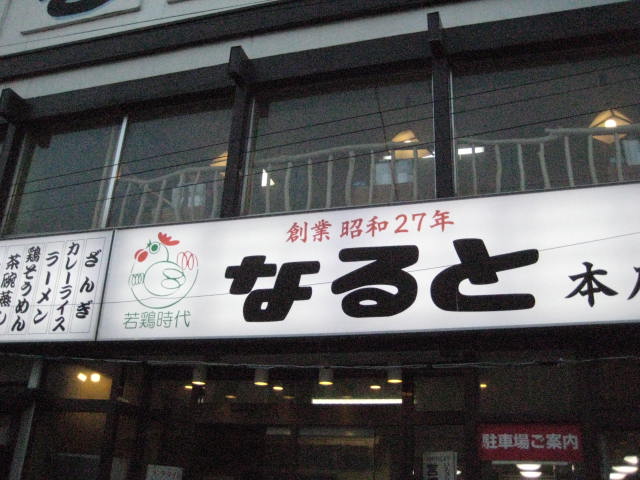 創業 昭和27年
なると 本
若鶏時代
ざんぎ
カレーライス
ラーメン
鶏そうめん
茶碗蒸し
駐車場ご案内